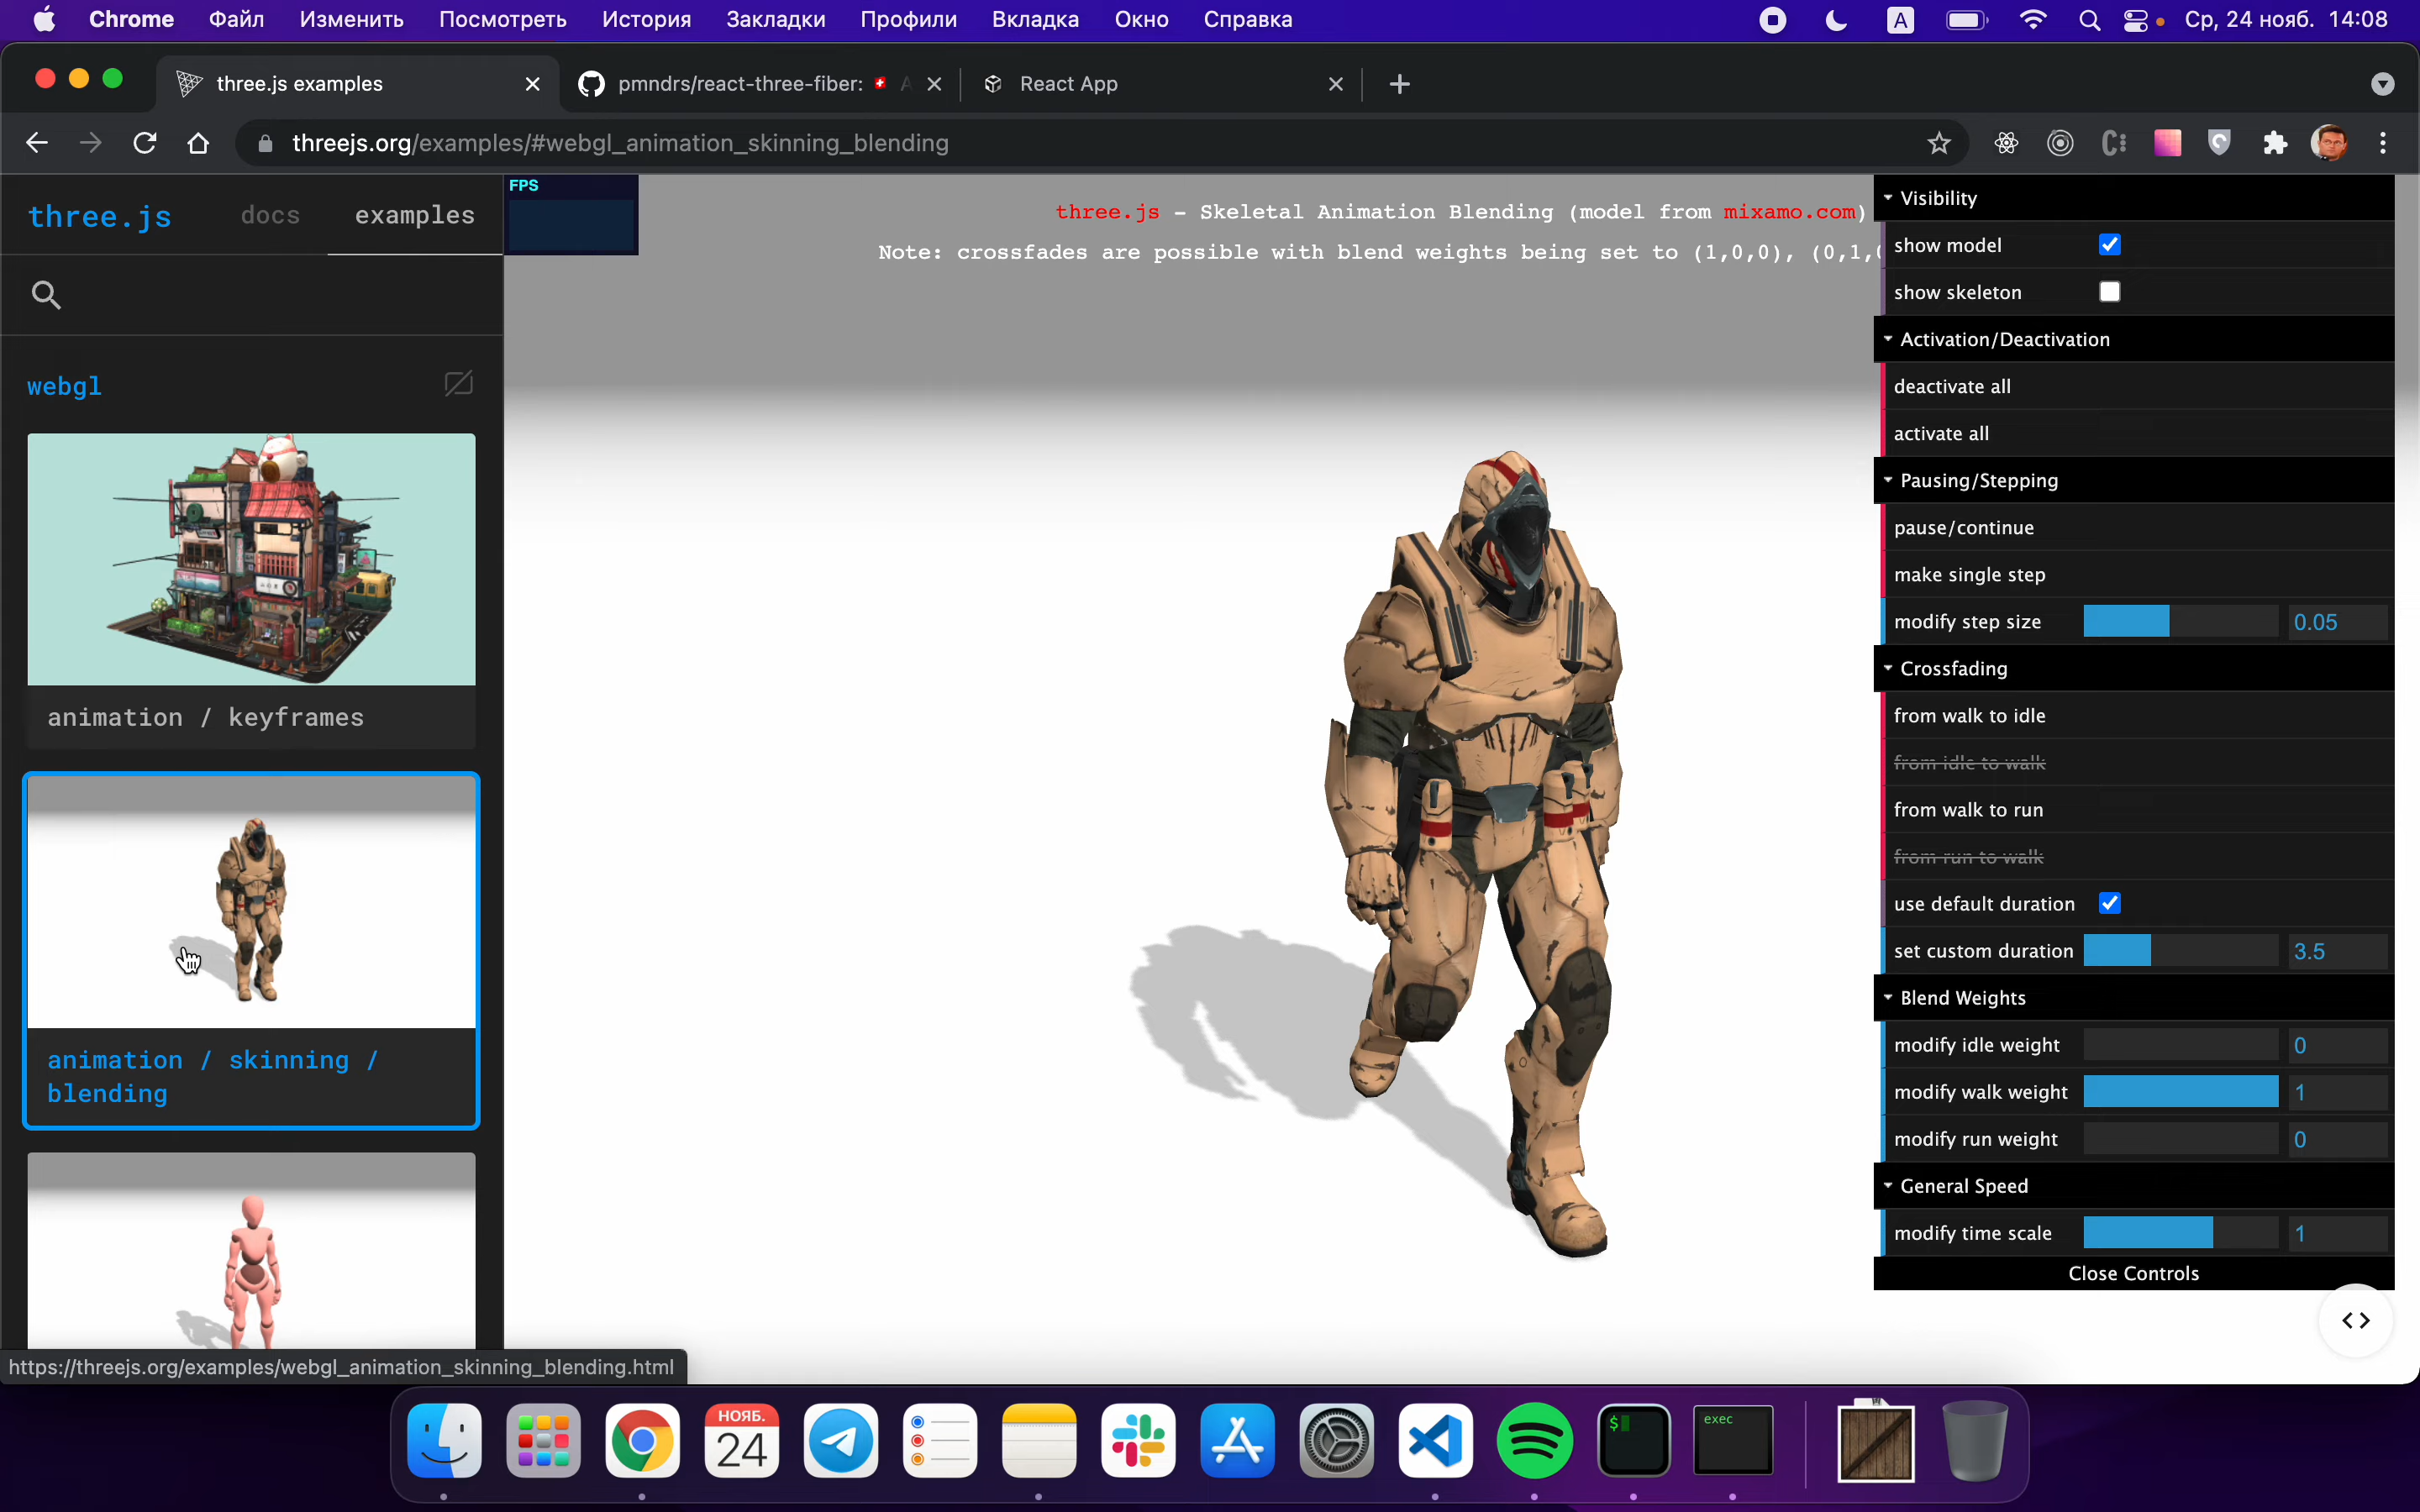 Chrome Файл Изменить Посмотреть История Закладки Профили Вкладка Окно Справка A Ср, 24 нояб. 14:08
three.js examples pmndrs/react-three-fiber: React App
threejs.org/examples/#webgl_animation_skinning_blending
three.js docs examples
webgl
animation / keyframes
animation / skinning /
blending
https://threejs.org/examples/webgl_animation_skinning_blending.html
FPS
three.js - Skeletal Animation Blending (model from mixamo.com)
Note: crossfades are possible with blend weights being set to (1,0,0), (0,1,
Visibility
show model
show skeleton
Activation/Deactivation
deactivate all
activate all
Pausing/Stepping
pause/continue
make single step
modify step size 0.05
Crossfading
from walk to idle
from idle to walk
from walk to run
from run to walk
use default duration
set custom duration 3.5
Blend Weights
modify idle weight 0
modify walk weight 1
modify run weight 0
General Speed
modify time scale 1
Close Controls
<>
НОЯБ.
24
$
exec